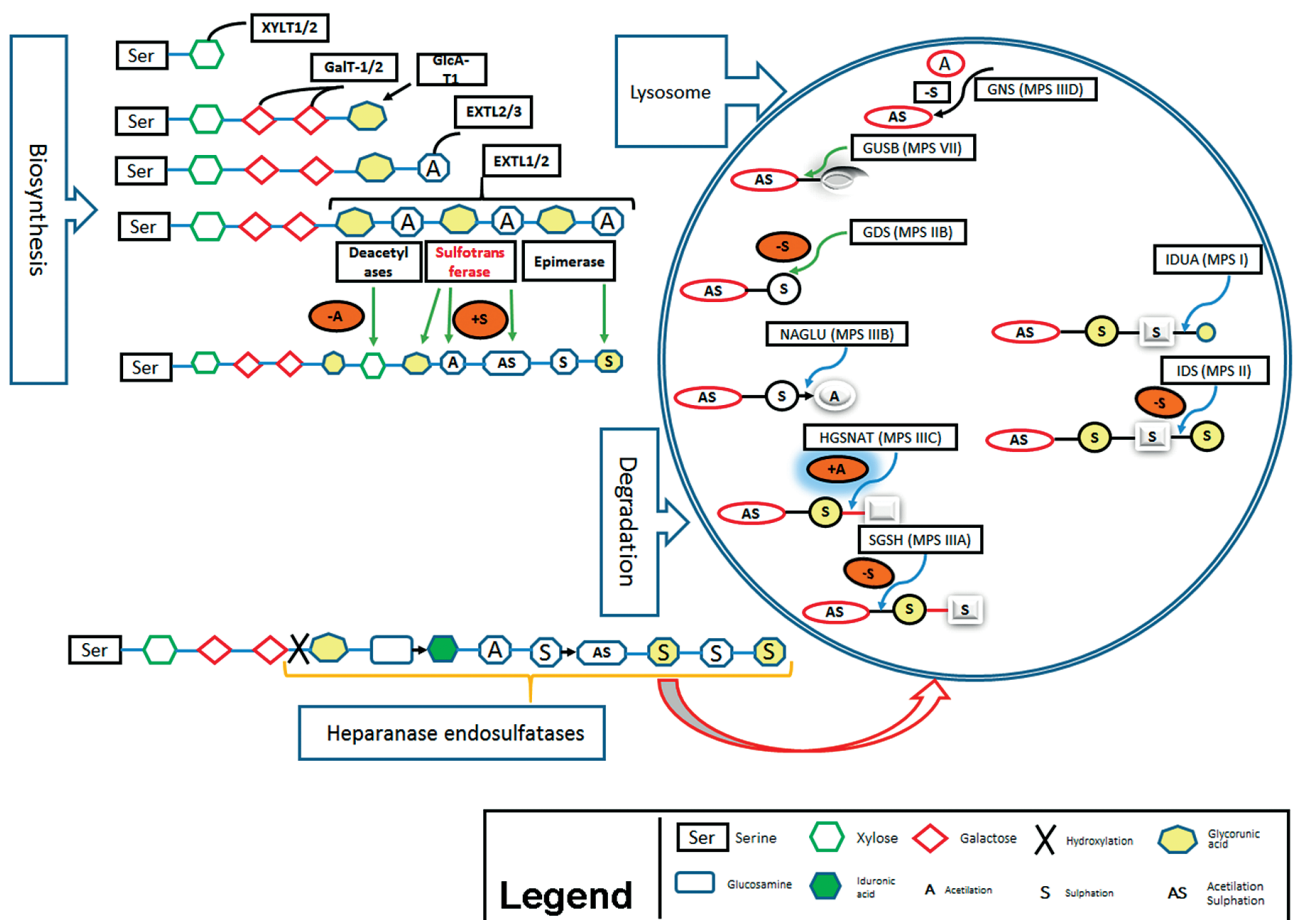 Biosynthesis
Ser
XYLT1/2
GalT-1/2
GlcA-
T1
Ser
EXTL2/3
Ser
A
EXTL1/2
Ser
A
A
A
Deacetyl
ases
Sulfotrans
ferase
Epimerase
-A
+S
Ser
A
AS
S
S
Lysosome
A
-S
GNS (MPS IIID)
AS
GUSB (MPS VII)
AS
GDS (MPS IIB)
-S
AS
S
IDUA (MPS I)
AS
S
S
NAGLU (MPS IIIB)
AS
S
A
IDS (MPS II)
-S
AS
S
S
S
Degradation
HGSNAT (MPS IIIC)
+A
AS
S
SGSH (MPS IIIA)
-S
AS
S
S
Ser
A
S
AS
S
S
S
Heparanase endosulfatases
Legend
Ser
Serine
Xylose
Galactose
Hydroxylation
Glycorunic
acid
Glucosamine
Iduronic
acid
A
Acetilation
S
Sulphation
AS
Acetilation
Sulphation